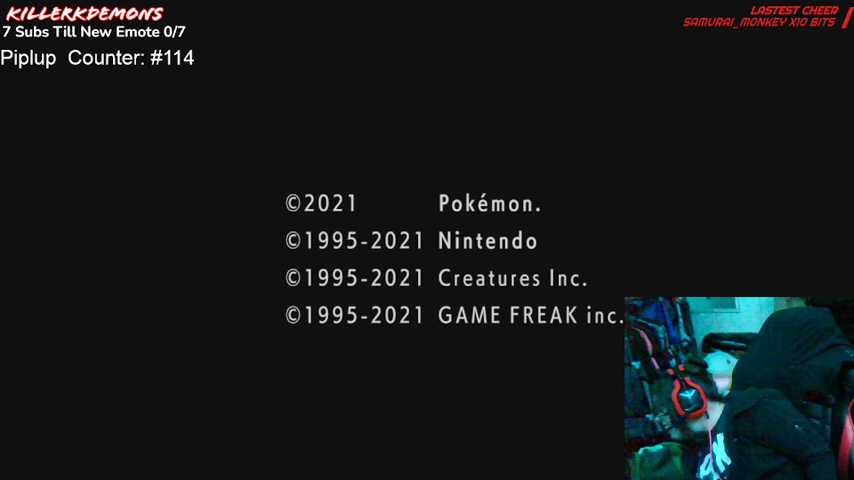 KILLERKDEMONS
7 Subs Till New Emote 0/7
Piplup Counter: #114
LASTEST CHEER
SAMURAI_MONKEY X10 BITS
©2021 Pokémon.
©1995-2021 Nintendo
©1995-2021 Creatures Inc.
©1995-2021 GAME FREAK inc.